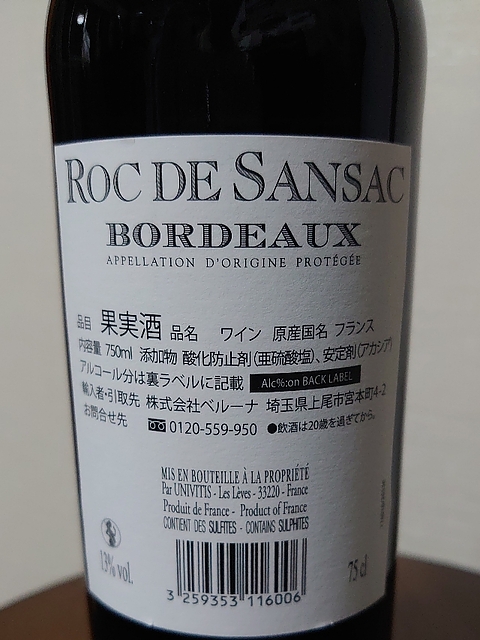 ROC DE SANSAC
BORDEAUX
APPELLATION D'ORIGINE PROTÉGÉE
品目 果実酒 品名 ワイン 原産国名 フランス
内容量 750ml 添加物 酸化防止剤(亜硫酸塩)、安定剤(アカシア)
アルコール分は裏ラベルに記載 Alc%:on BACK LABEL
輸入者・引取先 株式会社ベルーナ 埼玉県上尾市宮本町4-2
お問合せ先 0120-559-950 ●飲酒は20歳を過ぎてから。
MIS EN BOUTEILLE À LA PROPRIÉTÉ
Par UNIVITIS - Les Lèves - 33220 - France
Produit de France - Product of France
CONTIENT DES SULFITES - CONTAINS SULPHITES
13% vol.
75 cl
3 259353 116006